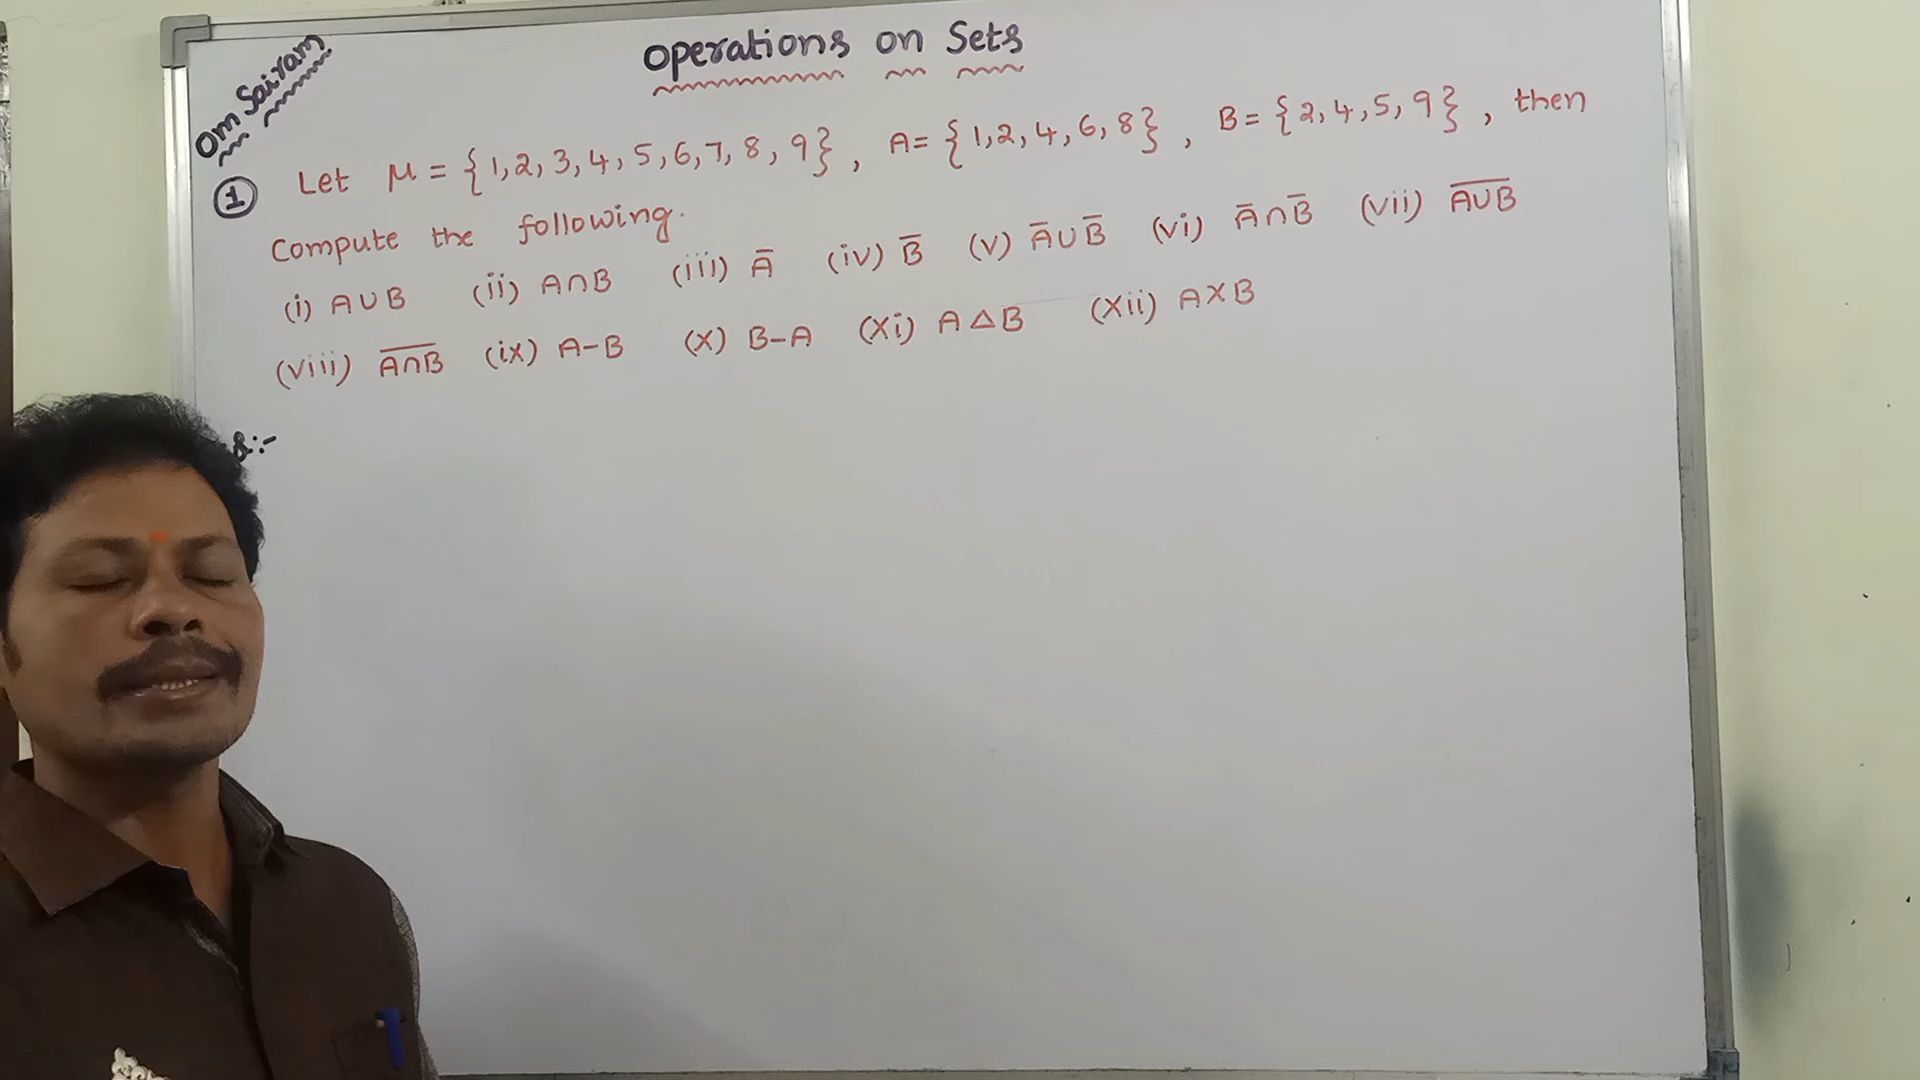 Om Sairam
Operations on Sets
① Let μ = {1,2,3,4,5,6,7,8,9}, A= {1,2,4,6,8}, B= {2,4,5,9}, then
Compute the following.
(i) A∪B (ii) A∩B (iii) A̅ (iv) B̅ (v) A̅∪B̅ (vi) A̅∩B̅ (vii) A̅∪̅B̅
(viii) A̅∩̅B̅ (ix) A-B (x) B-A (xi) A△B (xii) A×B